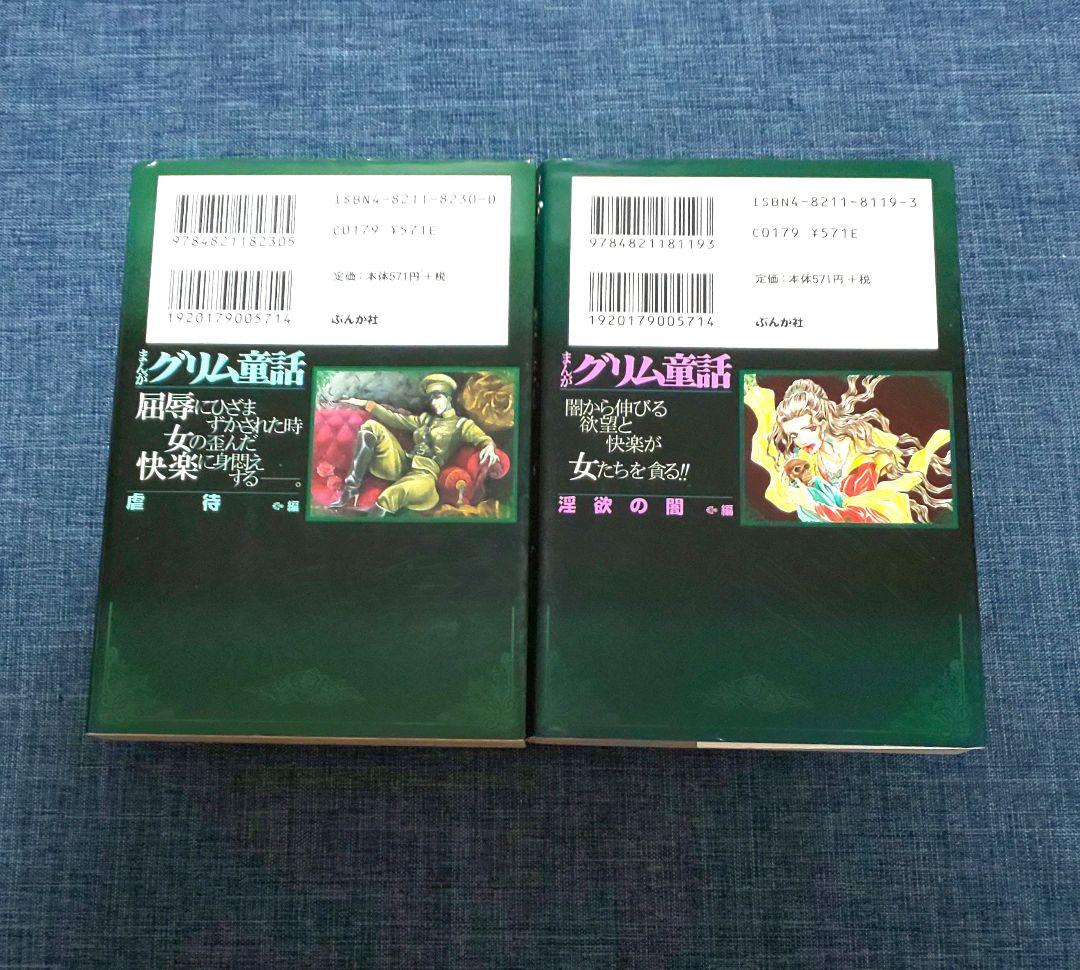 ISBN4-8211-8230-0
9784821182305
C0179 ¥571E
定価:本体571円+税
1920179005714
ぶんか社
まんがグリム童話
屈辱にひざま
ずかされた時
女の歪んだ
快楽に身悶え
する——。
虐待編
ISBN4-8211-8119-3
9784821181193
C0179 ¥571E
定価:本体571円+税
1920179005714
ぶんか社
まんがグリム童話
闇から伸びる
欲望と
快楽が
女たちを貪る!!
淫欲の闇編